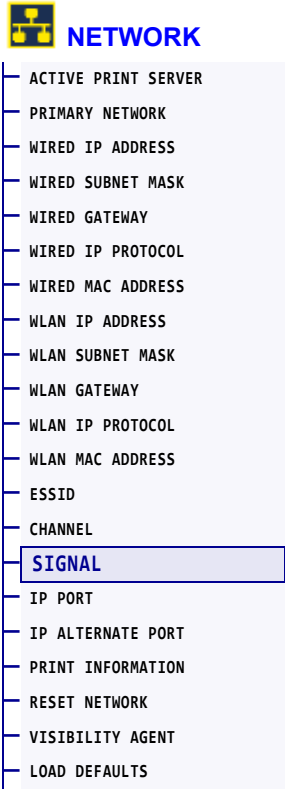 NETWORK
ACTIVE PRINT SERVER
PRIMARY NETWORK
WIRED IP ADDRESS
WIRED SUBNET MASK
WIRED GATEWAY
WIRED IP PROTOCOL
WIRED MAC ADDRESS
WLAN IP ADDRESS
WLAN SUBNET MASK
WLAN GATEWAY
WLAN IP PROTOCOL
WLAN MAC ADDRESS
ESSID
CHANNEL
SIGNAL
IP PORT
IP ALTERNATE PORT
PRINT INFORMATION
RESET NETWORK
VISIBILITY AGENT
LOAD DEFAULTS